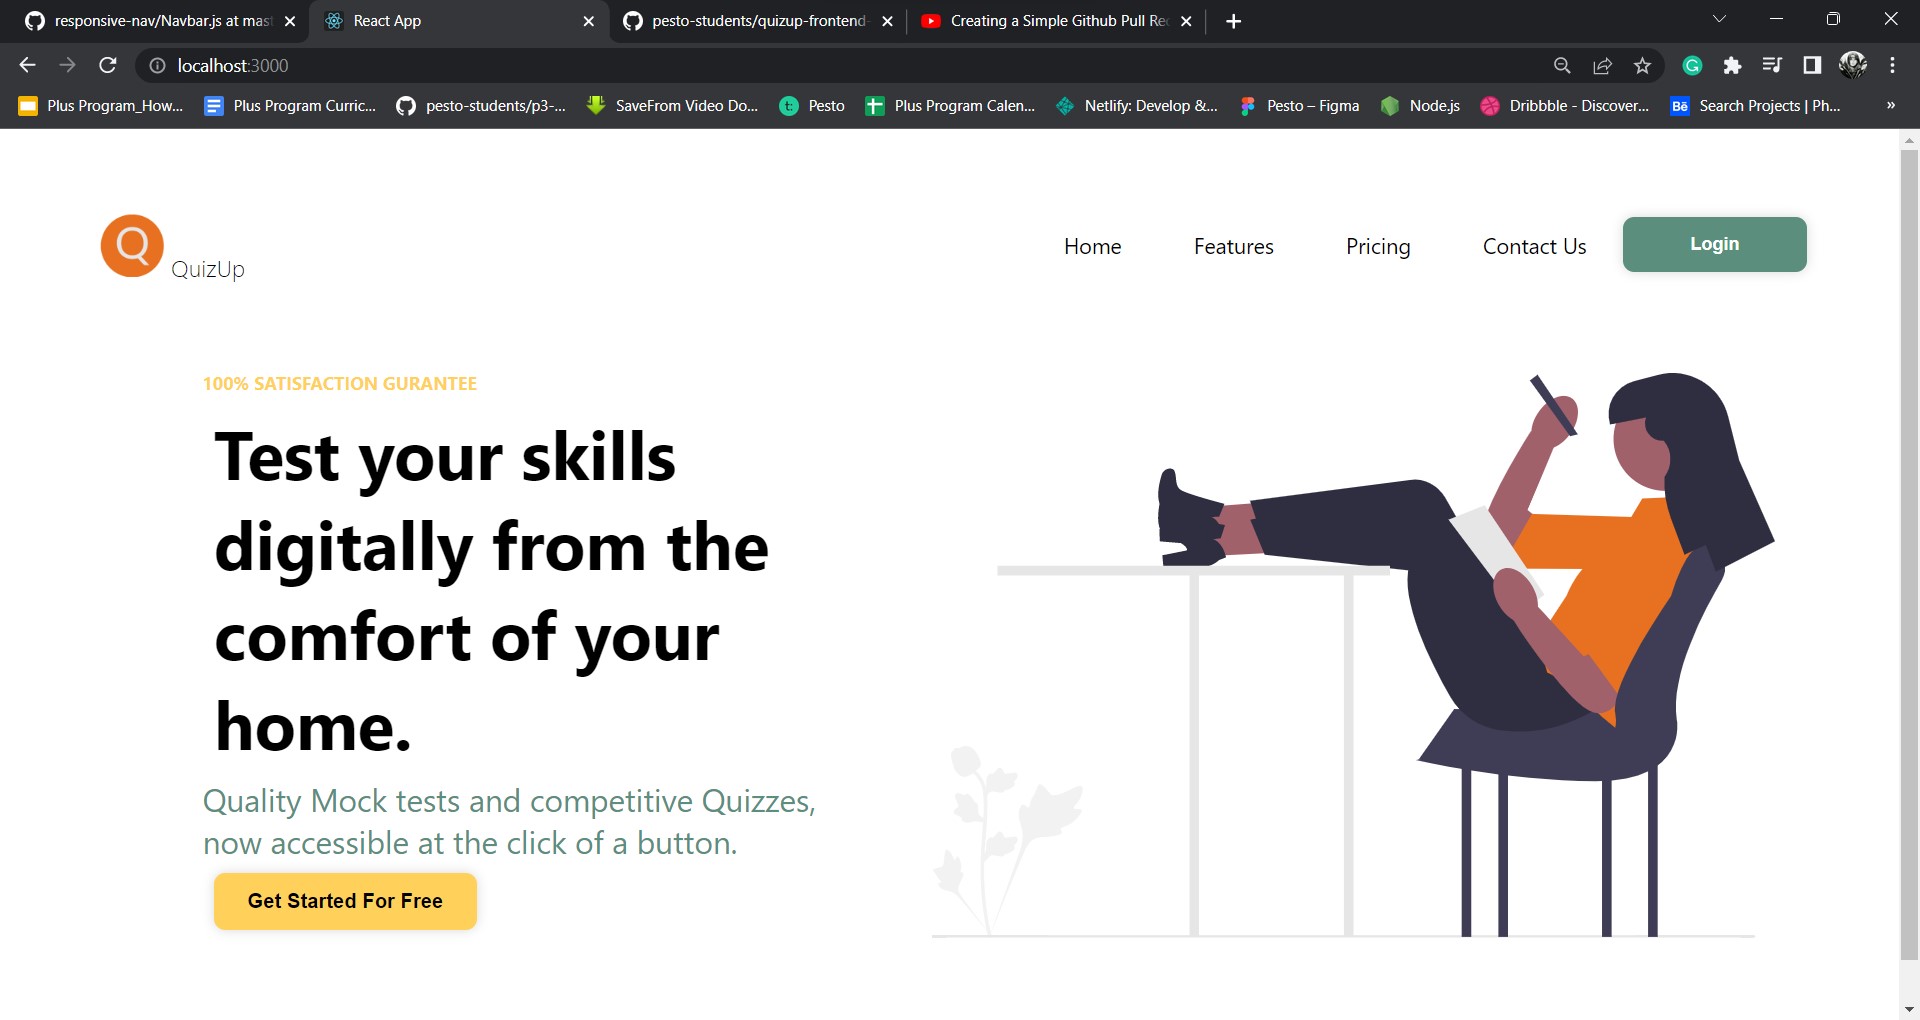 responsive-nav/Navbar.js at mast
React App
pesto-students/quizup-frontend-
Creating a Simple Github Pull Re
localhost:3000
Plus Program_How...
Plus Program Curric...
pesto-students/p3-...
SaveFrom Video Do...
t:
Pesto
Plus Program Calen...
Netlify: Develop &...
Pesto – Figma
Node.js
Dribbble - Discover...
Bē
Search Projects | Ph...
»
Q
QuizUp
Home
Features
Pricing
Contact Us
Login
100% SATISFACTION GURANTEE
Test your skills
digitally from the
comfort of your
home.
Quality Mock tests and competitive Quizzes,
now accessible at the click of a button.
Get Started For Free